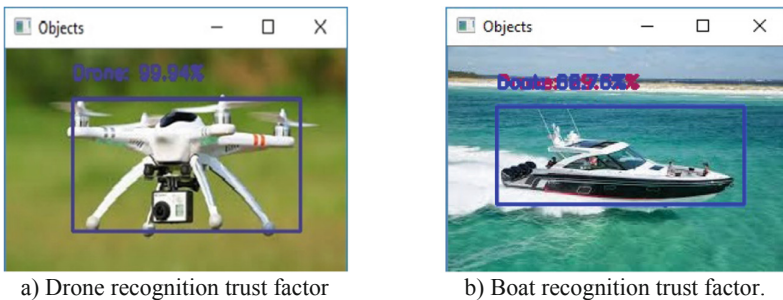 Objects
Drone: 99.94%
a) Drone recognition trust factor
Objects
b) Boat recognition trust factor.